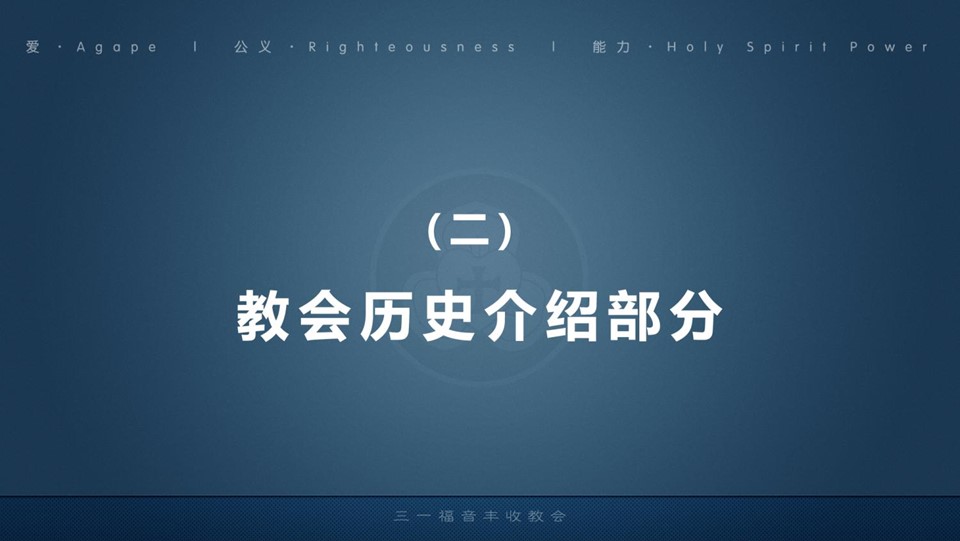 爱·Agape | 公义·Righteousness | 能力·Holy Spirit Power
（二）
教会历史介绍部分
三一福音丰收教会